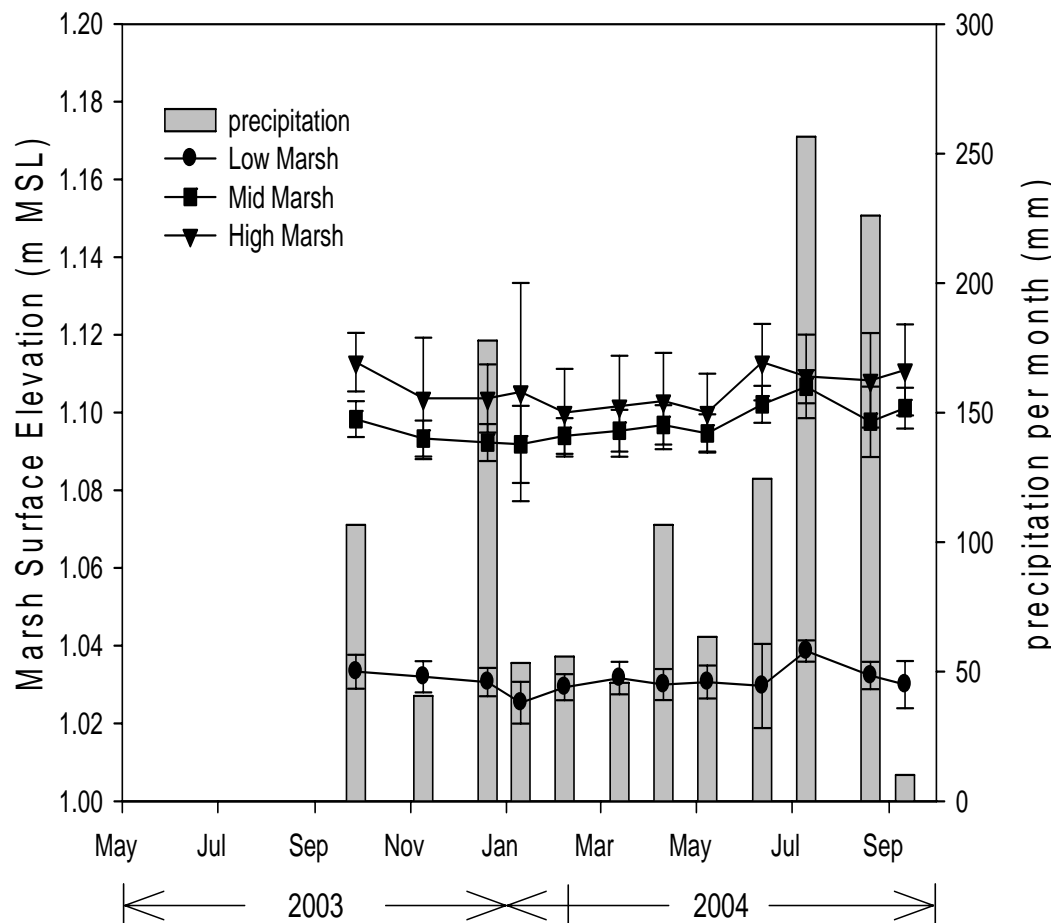 Marsh Surface Elevation (m MSL)
1.20
1.18
1.16
1.14
1.12
1.10
1.08
1.06
1.04
1.02
1.00
precipitation
Low Marsh
Mid Marsh
High Marsh
300
250
200
150
100
50
0
precipitation per month (mm)
May Jul Sep Nov Jan Mar May Jul Sep
2003 2004